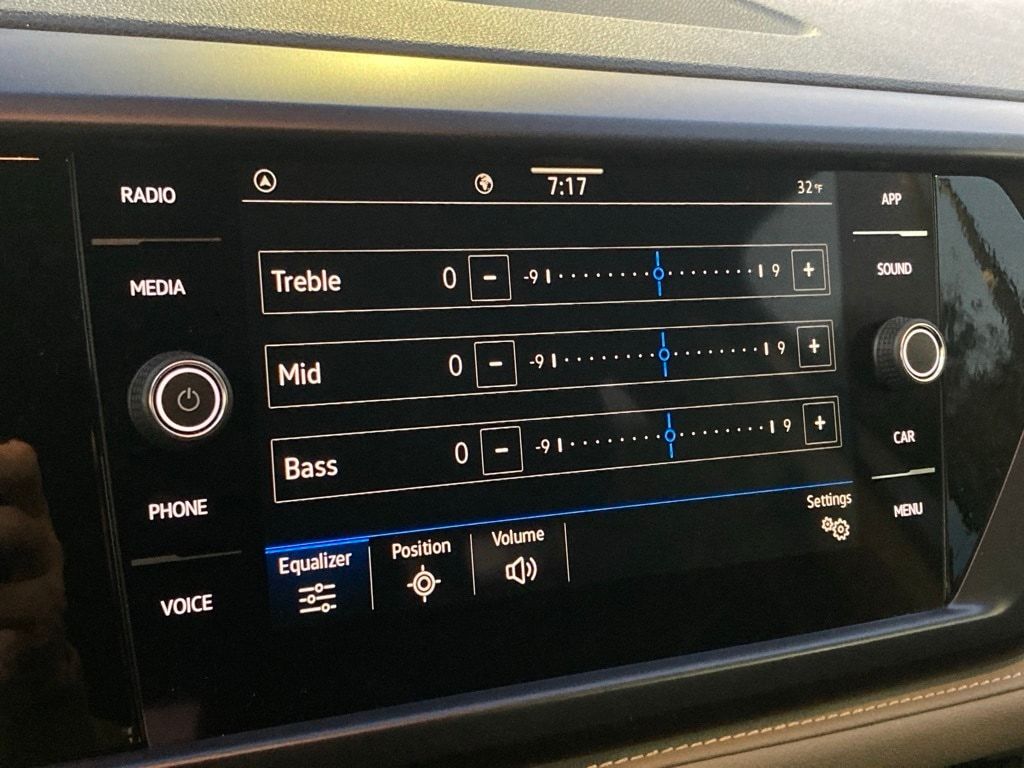 RADIO
MEDIA
PHONE
VOICE
7:17
32°F
Treble 0 - -9 9 +
Mid 0 - -9 9 +
Bass 0 - -9 9 +
Equalizer
Position
Volume
Settings
APP
SOUND
CAR
MENU